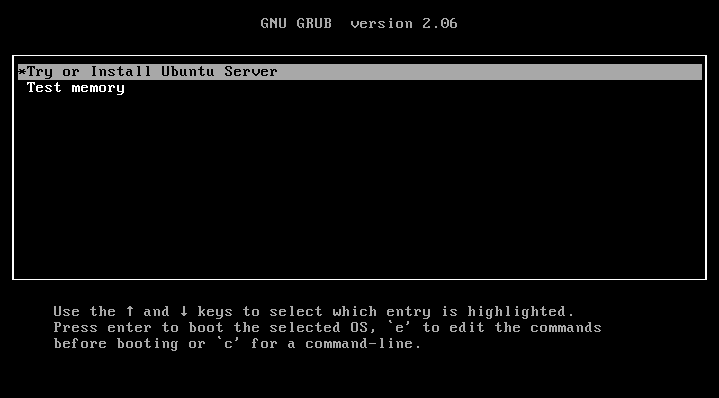 GNU GRUB  version 2.06
*Try or Install Ubuntu Server
Test memory
Use the ↑ and ↓ keys to select which entry is highlighted.
Press enter to boot the selected OS, `e' to edit the commands
before booting or `c' for a command-line.